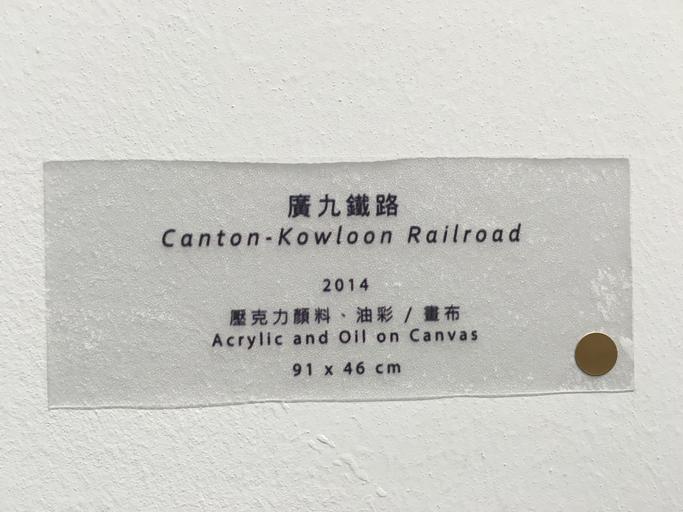 廣九鐵路
Canton-Kowloon Railroad
2014
壓克力顏料、油彩 / 畫布
Acrylic and Oil on Canvas
91 x 46 cm